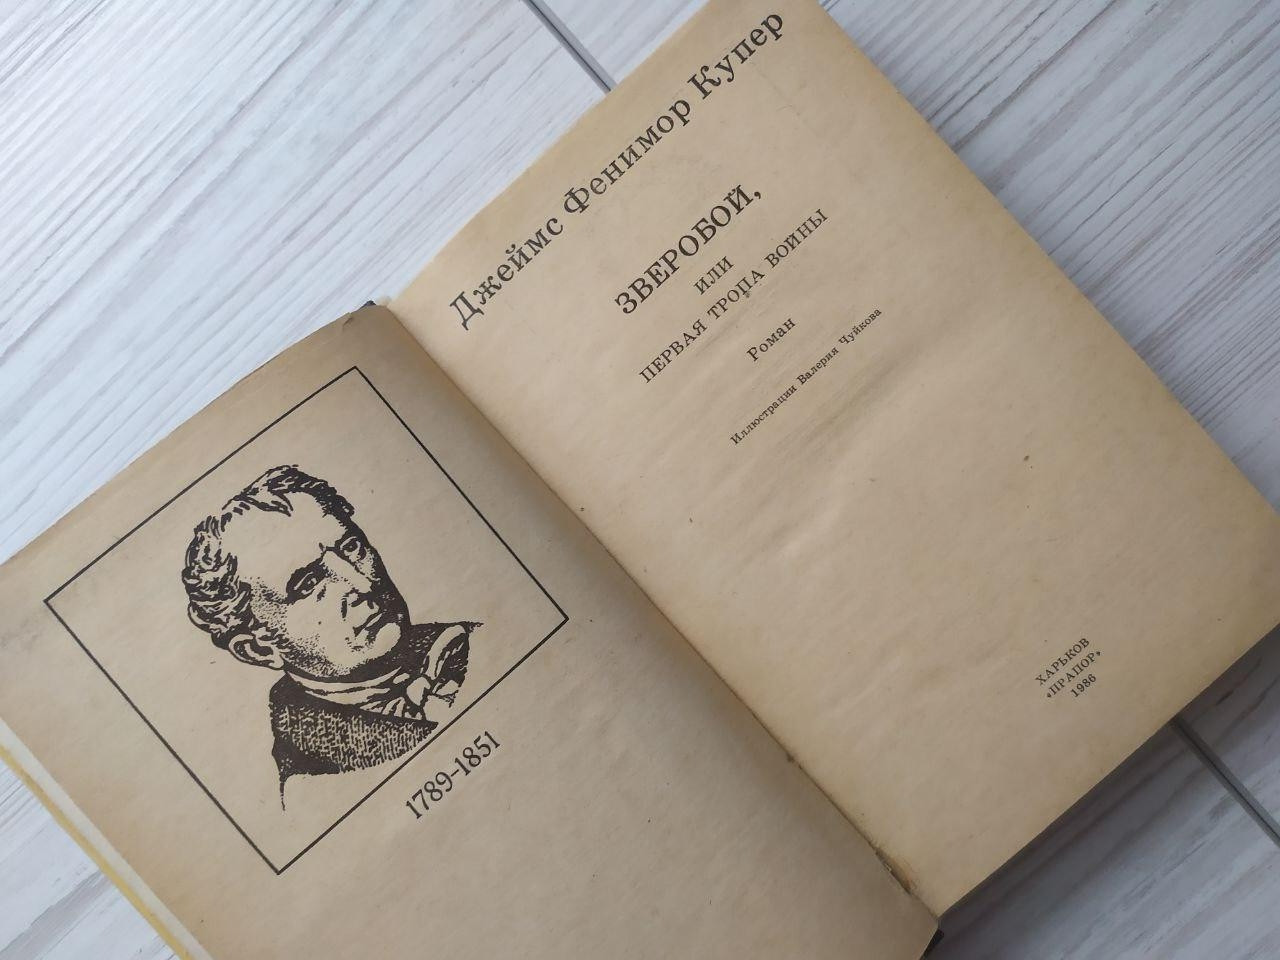 1789-1851
Джеймс Фенимор Купер
ЗВЕРОБОЙ,
ИЛИ
ПЕРВАЯ ТРОПА ВОЙНЫ
Роман
Иллюстрации Валерия Чуйкова
ХАРЬКОВ
«ПРАПОР»
1986